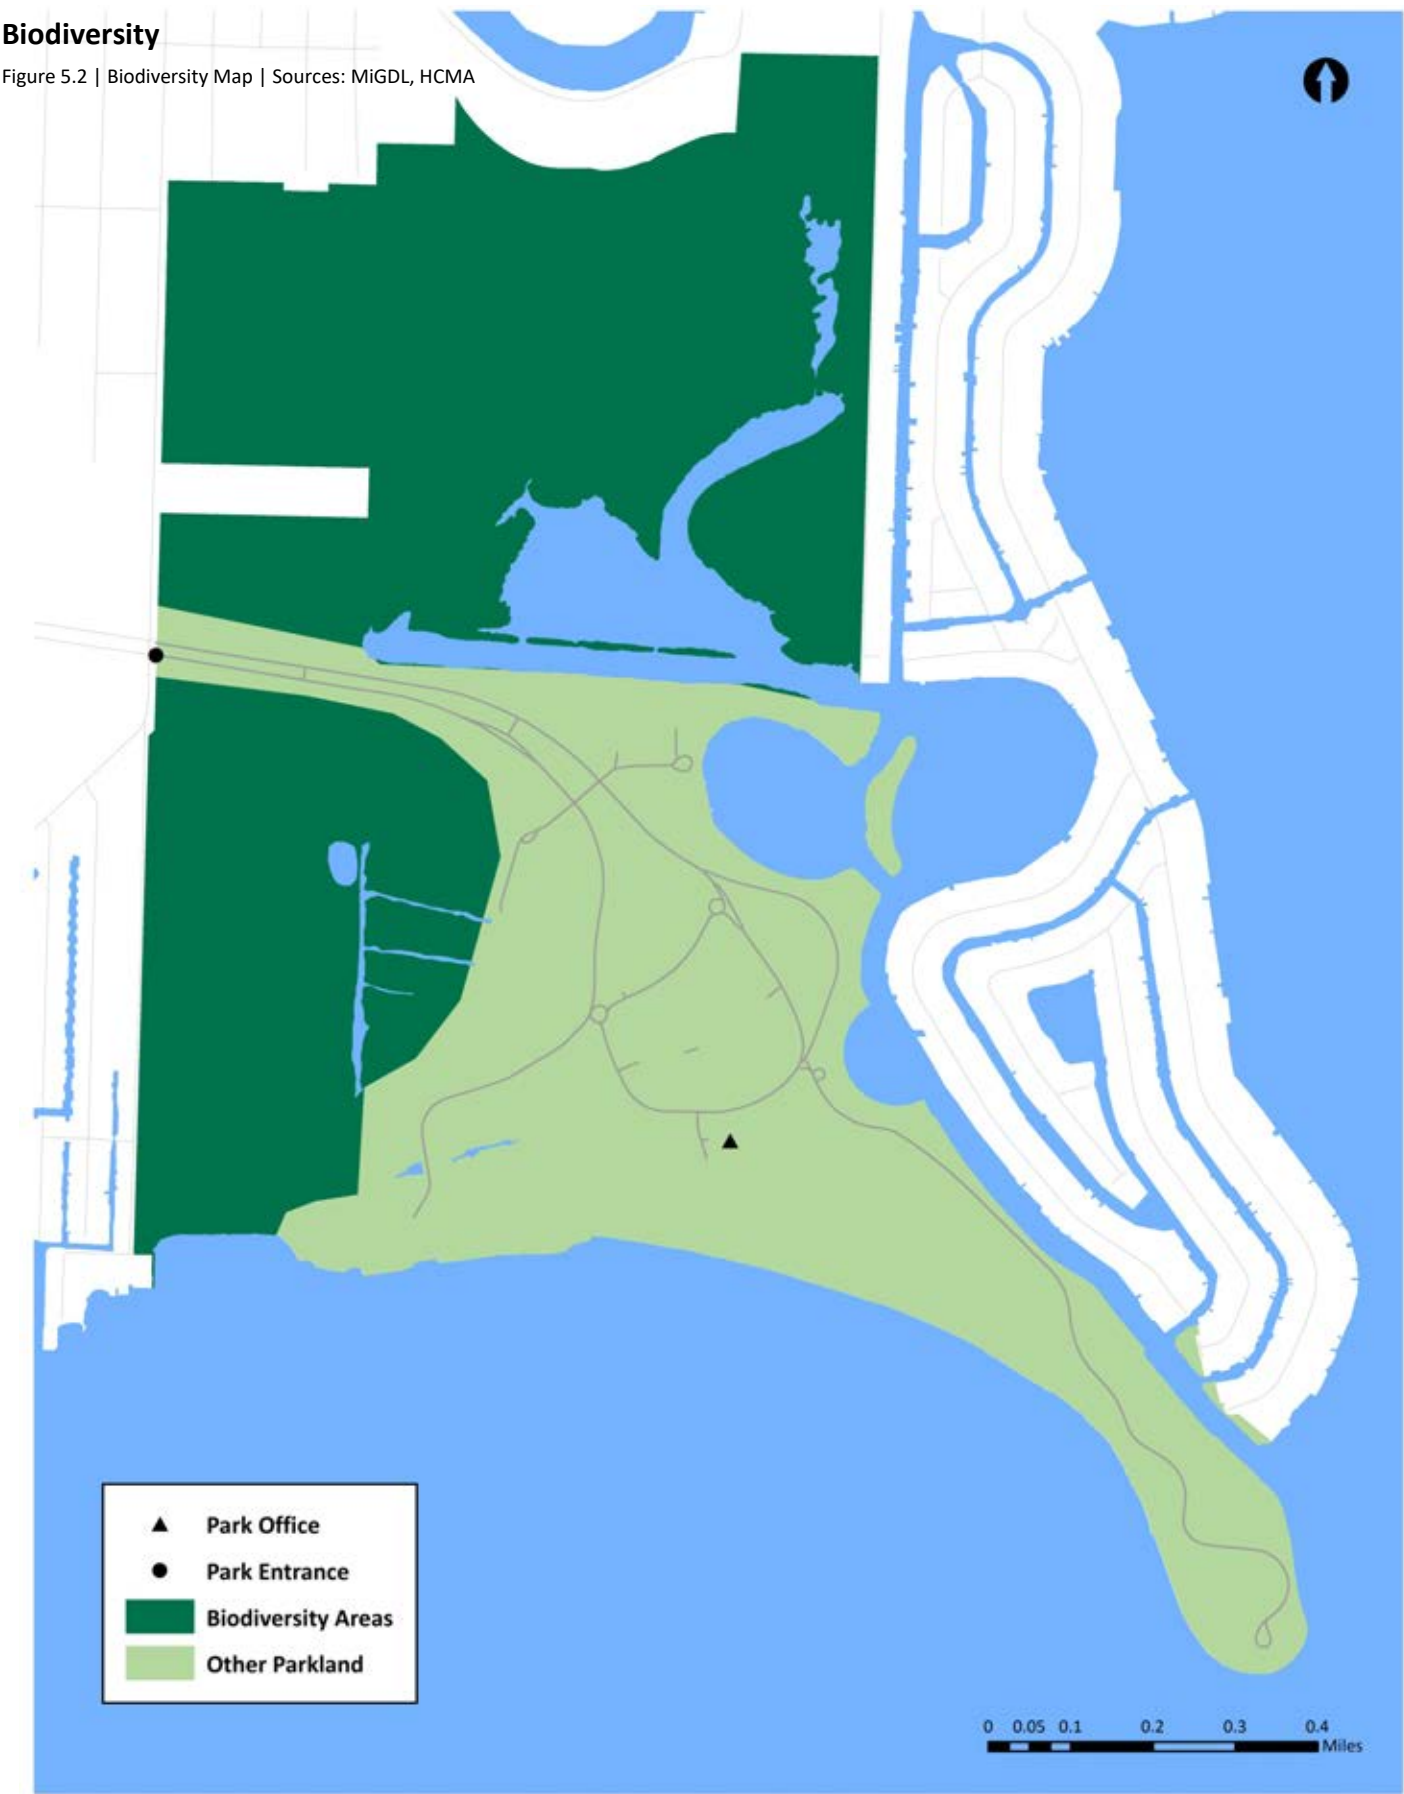 Biodiversity
Figure 5.2 | Biodiversity Map | Sources: MiGDL, HCMA
Park Office
Park Entrance
Biodiversity Areas
Other Parkland
0 0.05 0.1 0.2 0.3 0.4
Miles